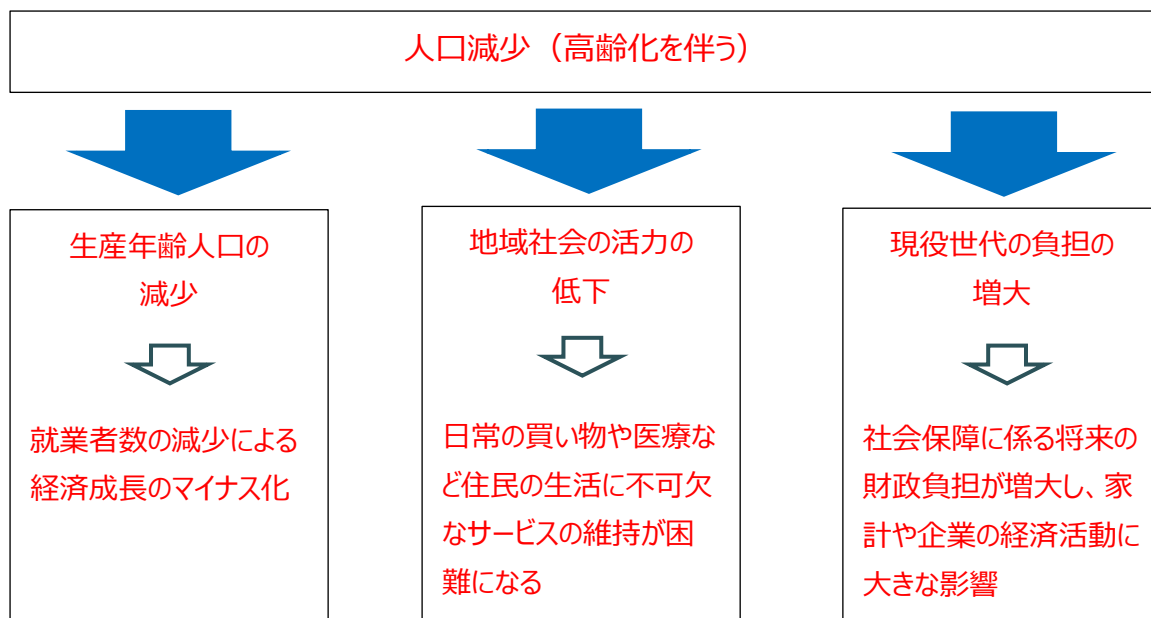 人口減少（高齢化を伴う）
生産年齢人口の
減少
就業者数の減少による
経済成長のマイナス化
地域社会の活力の
低下
日常の買い物や医療な
ど住民の生活に不可欠
なサービスの維持が困
難になる
現役世代の負担の
増大
社会保障に係る将来の
財政負担が増大し、家
計や企業の経済活動に
大きな影響